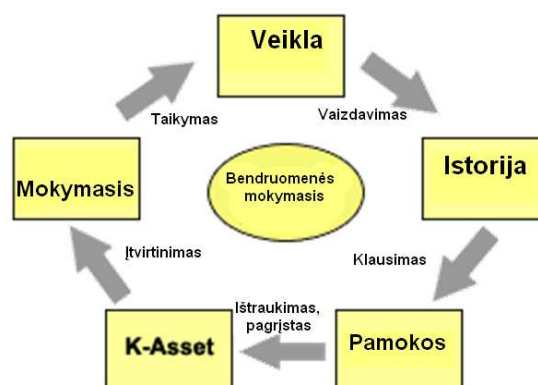 Veikla
Taikymas
Vaizdavimas
Mokymasis
Bendruomenės
mokymasis
Istorija
Įtvirtinimas
Klausimas
Ištraukimas,
pagrįstas
K-Asset
Pamokos